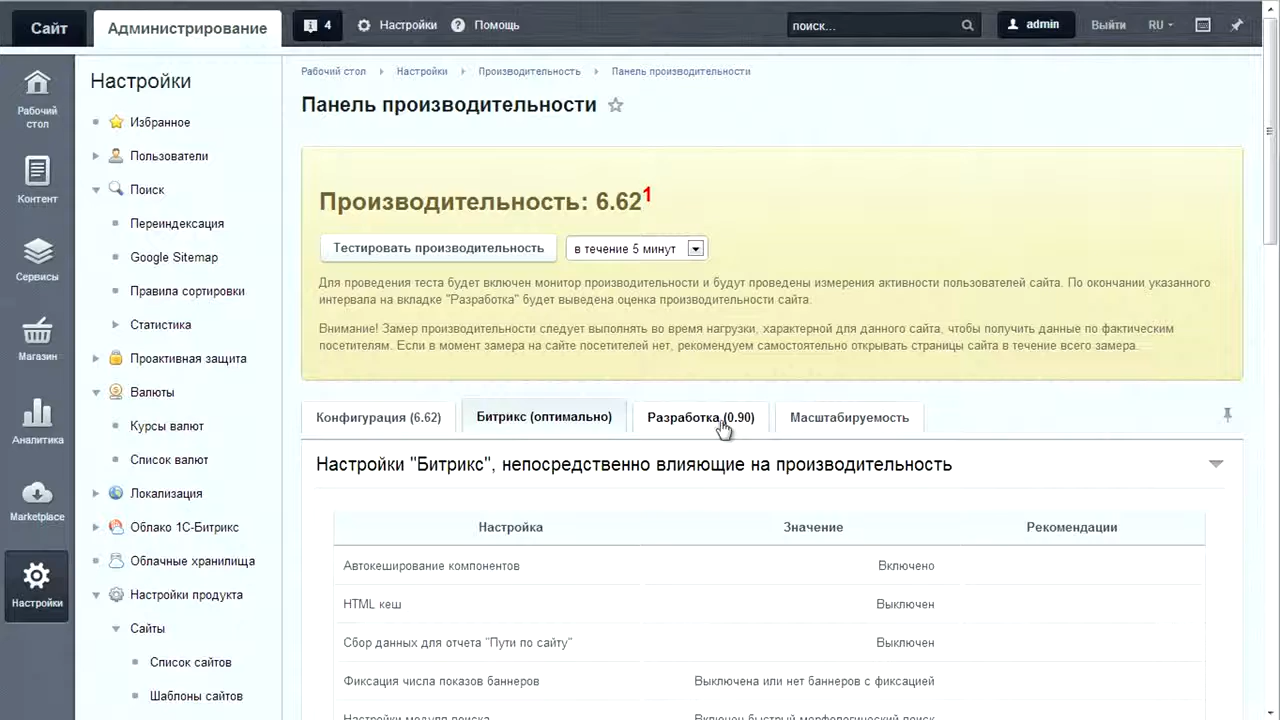 Сайт
Администрирование
4
Настройки
Помощь
поиск...
admin
Выйти
RU
Рабочий стол
Контент
Сервисы
Магазин
Аналитика
Marketplace
Настройки
Настройки
Избранное
Пользователи
Поиск
Переиндексация
Google Sitemap
Правила сортировки
Статистика
Проактивная защита
Валюты
Курсы валют
Список валют
Локализация
Облако 1С-Битрикс
Облачные хранилища
Настройки продукта
Сайты
Список сайтов
Шаблоны сайтов
Рабочий стол Настройки Производительность Панель производительности
Панель производительности
Производительность: 6.62¹
Тестировать производительность
в течение 5 минут
Для проведения теста будет включен монитор производительности и будут проведены измерения активности пользователей сайта. По окончании указанного
интервала на вкладке "Разработка" будет выведена оценка производительности сайта.
Внимание! Замер производительности следует выполнять во время нагрузки, характерной для данного сайта, чтобы получить данные по фактическим
посетителям. Если в момент замера на сайте посетителей нет, рекомендуем самостоятельно открывать страницы сайта в течение всего замера.
Конфигурация (6.62)
Битрикс (оптимально)
Разработка (0.90)
Масштабируемость
Настройки "Битрикс", непосредственно влияющие на производительность
Настройка Значение Рекомендации
Автокеширование компонентов Включено
HTML кеш Выключен
Сбор данных для отчета "Пути по сайту" Выключен
Фиксация числа показов баннеров Выключена или нет баннеров с фиксацией
Настройки модуля поиска Включен быстрый морфологический поиск